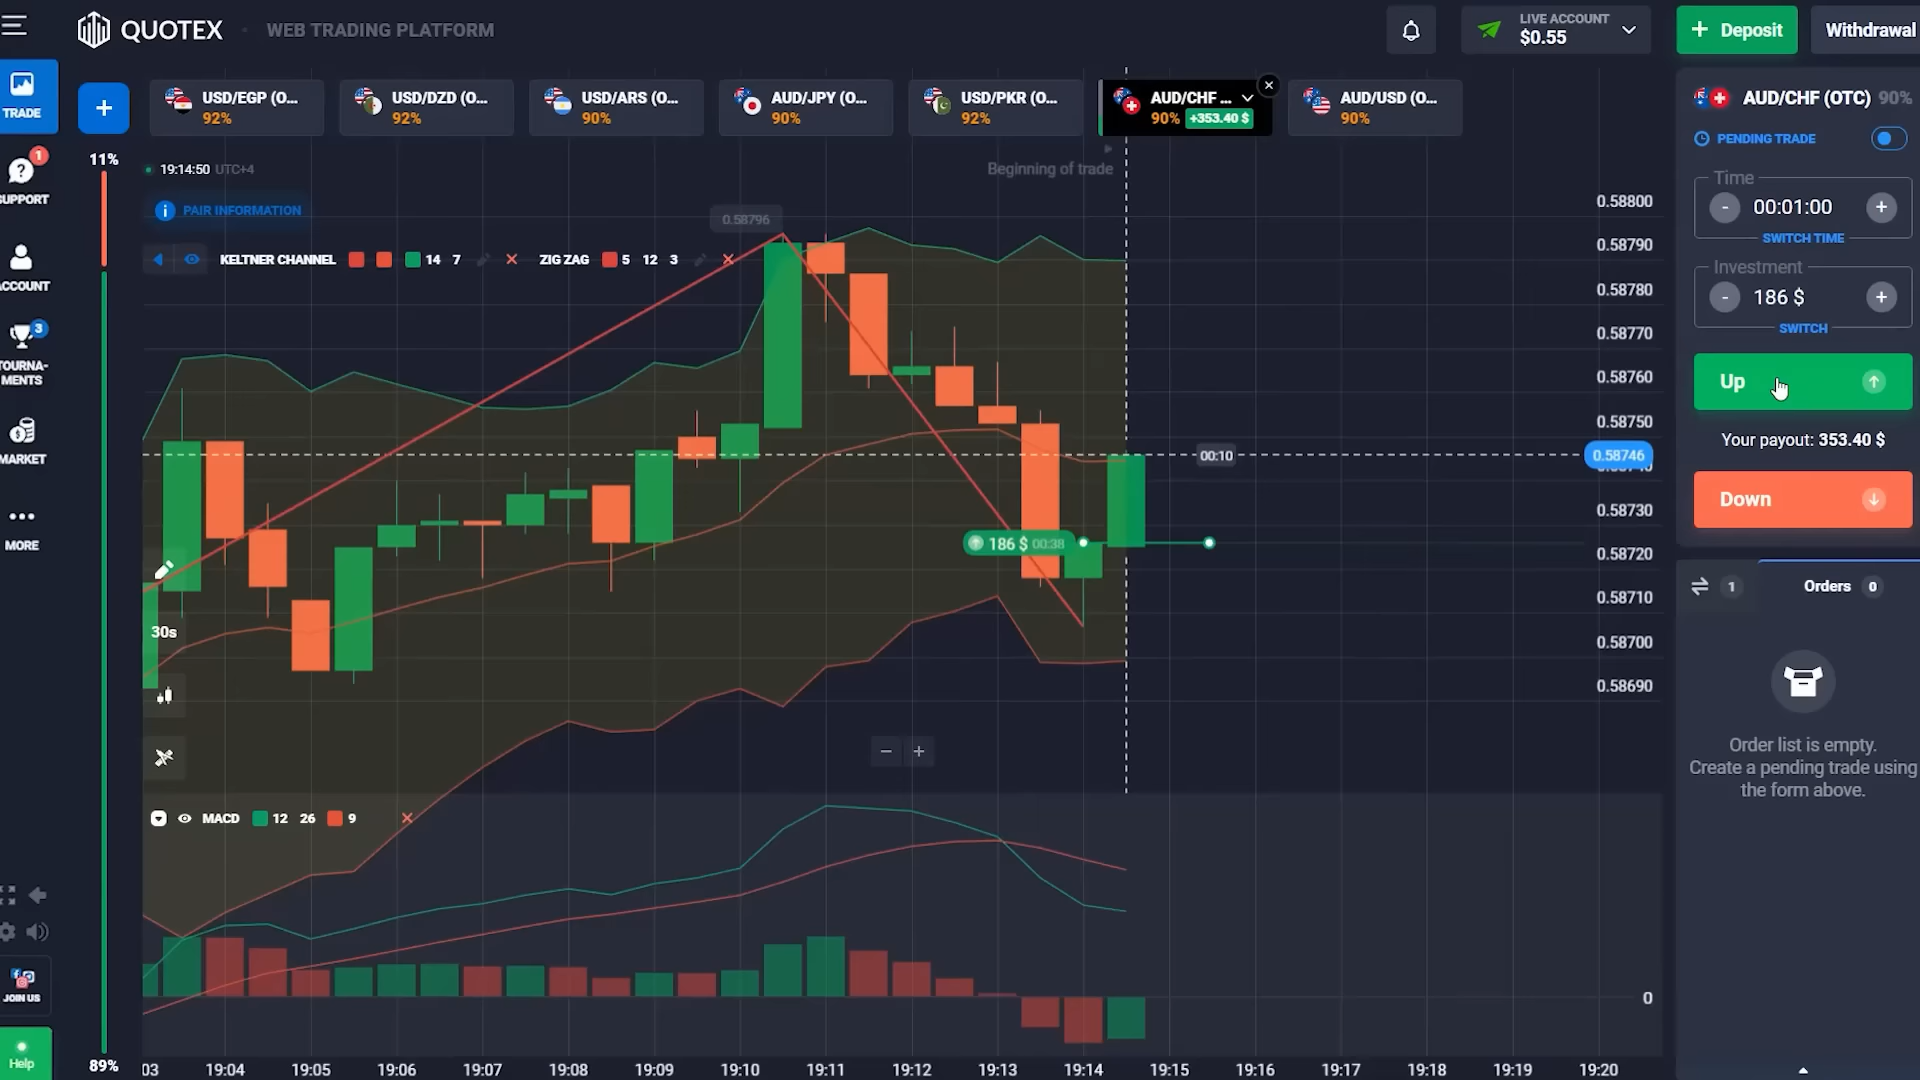 QUOTEX
WEB TRADING PLATFORM
LIVE ACCOUNT
$0.55
+ Deposit
Withdrawal
TRADE
+
USD/EGP (O...
92%
USD/DZD (O...
92%
USD/ARS (O...
90%
AUD/JPY (O...
90%
USD/PKR (O...
92%
AUD/CHF ...
90% +353.40 $
AUD/USD (O...
90%
AUD/CHF (OTC) 90%
PENDING TRADE
Time
- 00:01:00 +
SWITCH TIME
Investment
- 186 $ +
SWITCH
Up
Your payout: 353.40 $
Down
1
Orders 0
Order list is empty.
Create a pending trade using
the form above.
1
SUPPORT
ACCOUNT
3
TOURNA-
MENTS
MARKET
MORE
JOIN US
Help
11%
89%
19:14:50 UTC+4
Beginning of trade
PAIR INFORMATION
0.58796
KELTNER CHANNEL 14 7
ZIG ZAG 5 12 3
0.58800
0.58790
0.58780
0.58770
0.58760
0.58750
00:10
0.58746
0.58730
186 $ 00:38
0.58720
0.58710
0.58700
0.58690
30s
- +
MACD 12 26 9
0
03 19:04 19:05 19:06 19:07 19:08 19:09 19:10 19:11 19:12 19:13 19:14 19:15 19:16 19:17 19:18 19:19 19:20